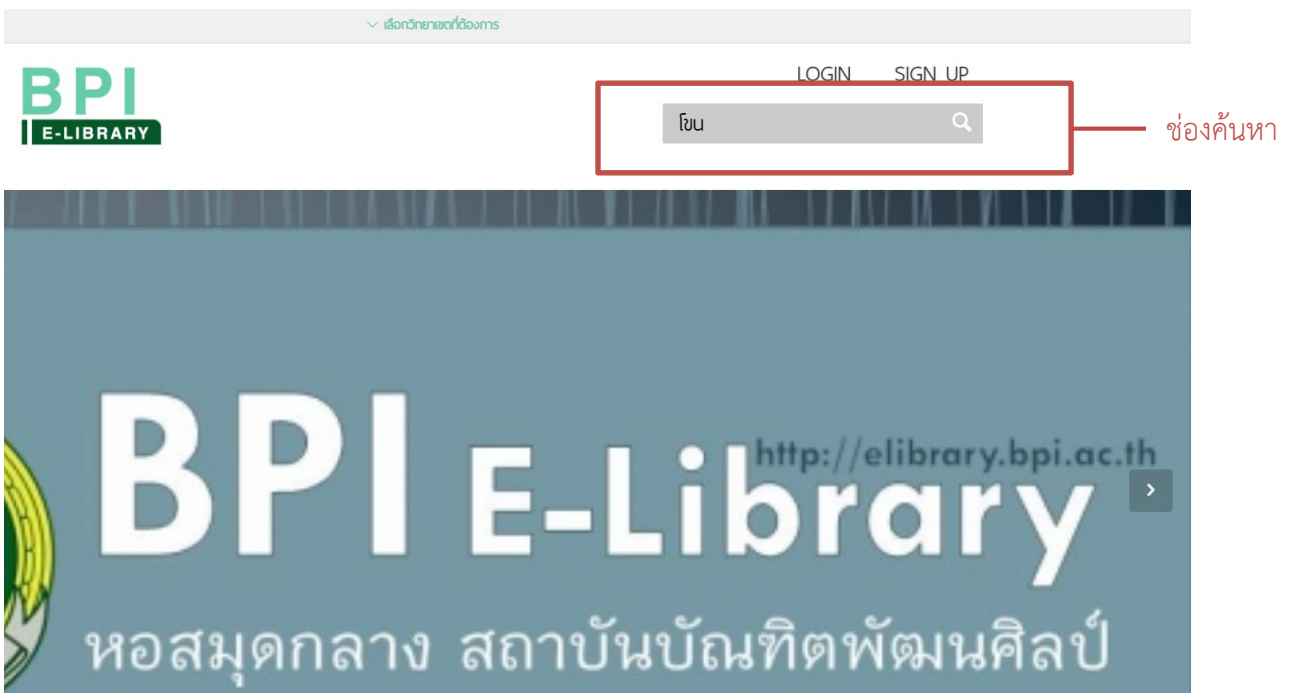 เลือกวิทยาเขตที่ต้องการ
LOGIN SIGN UP
BPI
E-LIBRARY
โขน
ช่องค้นหา
http://elibrary.bpi.ac.th
BPI E-Library
หอสมุดกลาง สถาบันบัณฑิตพัฒนศิลป์